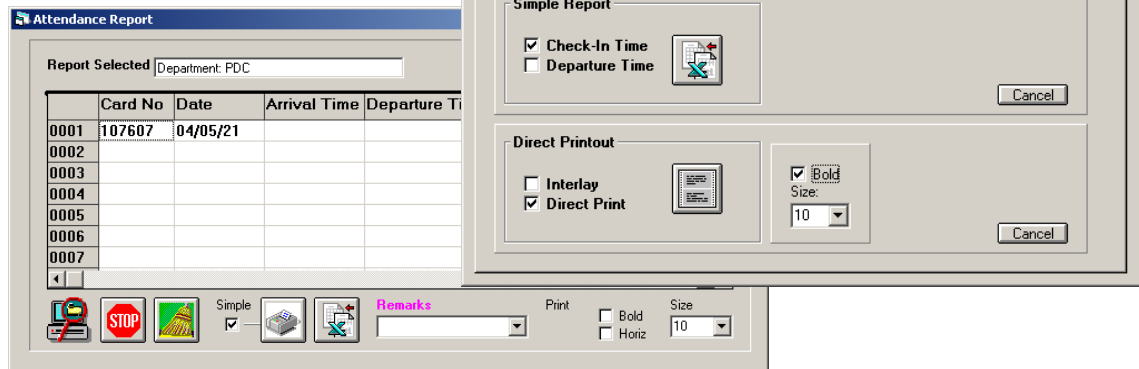 Attendance Report
Report Selected Department: PDC
Card No Date Arrival Time Departure Ti
0001 107607 04/05/21
0002
0003
0004
0005
0006
0007
STOP
Simple
Remarks
Print
Bold
Horiz
Size
10
Simple Report
Check-In Time
Departure Time
Cancel
Direct Printout
Interlay
Direct Print
Bold
Size:
10
Cancel